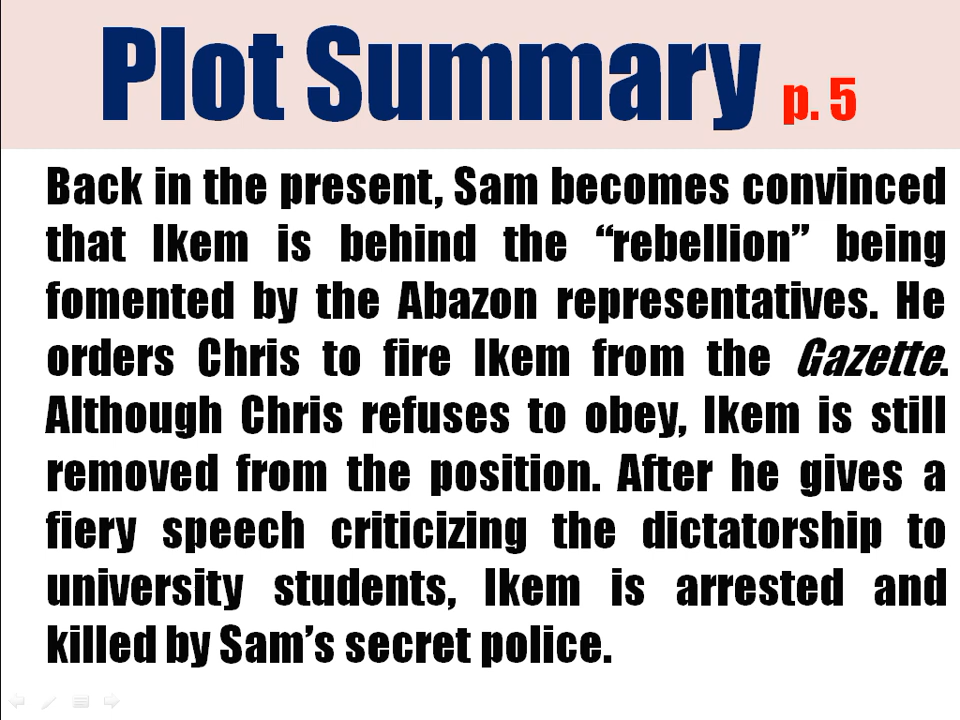 Plot Summary p. 5
Back in the present, Sam becomes convinced
that Ikem is behind the “rebellion” being
fomented by the Abazon representatives. He
orders Chris to fire Ikem from the Gazette.
Although Chris refuses to obey, Ikem is still
removed from the position. After he gives a
fiery speech criticizing the dictatorship to
university students, Ikem is arrested and
killed by Sam’s secret police.